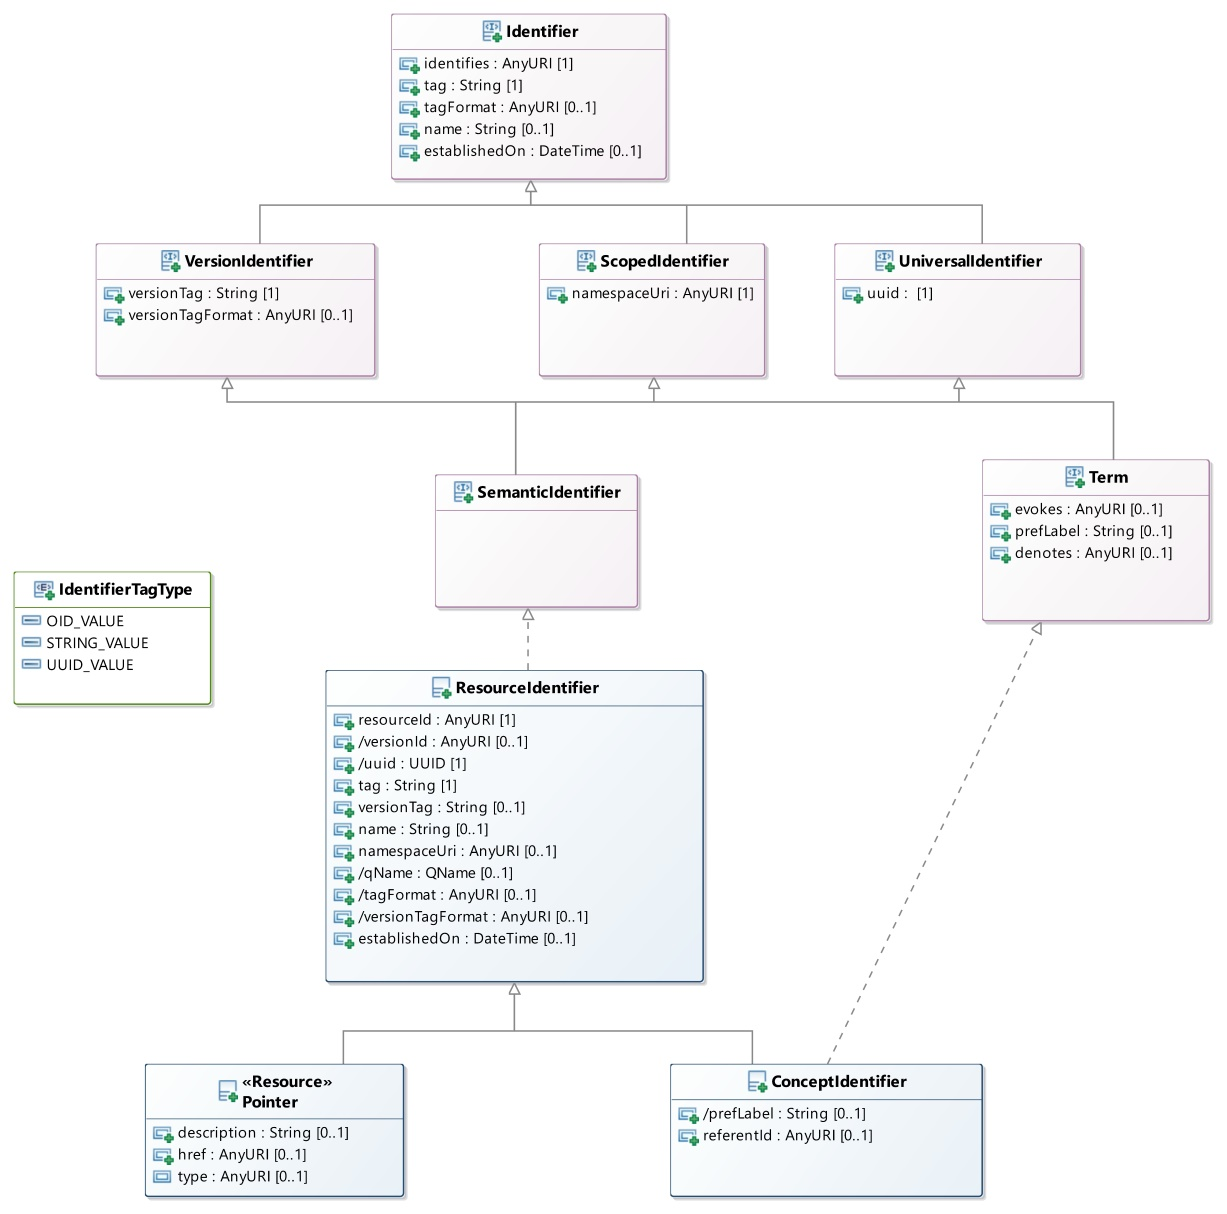 Identifier
identifies : AnyURI [1]
tag : String [1]
tagFormat : AnyURI [0..1]
name : String [0..1]
establishedOn : DateTime [0..1]
VersionIdentifier
versionTag : String [1]
versionTagFormat : AnyURI [0..1]
ScopedIdentifier
namespaceUri : AnyURI [1]
UniversalIdentifier
uuid :  [1]
SemanticIdentifier
Term
evokes : AnyURI [0..1]
prefLabel : String [0..1]
denotes : AnyURI [0..1]
IdentifierTagType
OID_VALUE
STRING_VALUE
UUID_VALUE
ResourceIdentifier
resourceId : AnyURI [1]
/versionId : AnyURI [0..1]
/uuid : UUID [1]
tag : String [1]
versionTag : String [0..1]
name : String [0..1]
namespaceUri : AnyURI [0..1]
/qName : QName [0..1]
/tagFormat : AnyURI [0..1]
/versionTagFormat : AnyURI [0..1]
establishedOn : DateTime [0..1]
«Resource»
Pointer
description : String [0..1]
href : AnyURI [0..1]
type : AnyURI [0..1]
ConceptIdentifier
/prefLabel : String [0..1]
referentId : AnyURI [0..1]